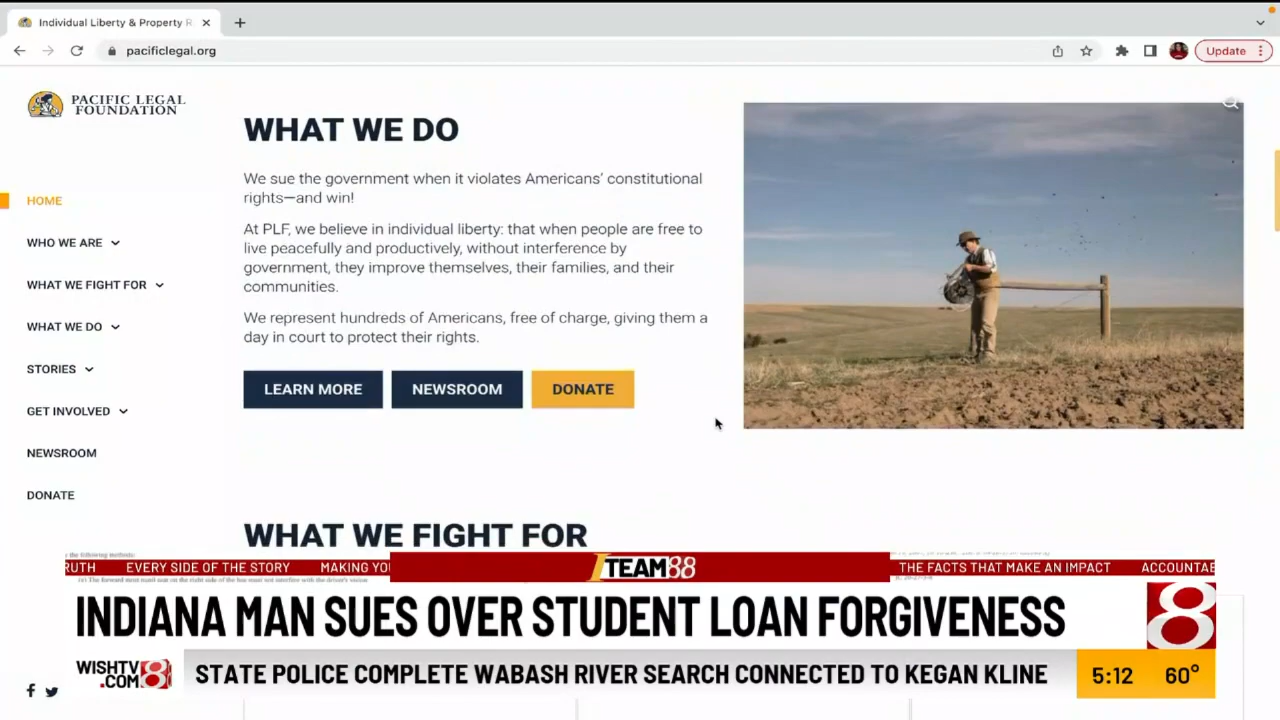 Individual Liberty & Property R
pacificlegal.org
Update
PACIFIC LEGAL
FOUNDATION
HOME
WHO WE ARE
WHAT WE FIGHT FOR
WHAT WE DO
STORIES
GET INVOLVED
NEWSROOM
DONATE
WHAT WE DO
We sue the government when it violates Americans' constitutional
rights—and win!
At PLF, we believe in individual liberty: that when people are free to
live peacefully and productively, without interference by
government, they improve themselves, their families, and their
communities.
We represent hundreds of Americans, free of charge, giving them a
day in court to protect their rights.
LEARN MORE
NEWSROOM
DONATE
WHAT WE FIGHT FOR
RUTH EVERY SIDE OF THE STORY MAKING YO
I TEAM 88
THE FACTS THAT MAKE AN IMPACT ACCOUNTAB
INDIANA MAN SUES OVER STUDENT LOAN FORGIVENESS
8
WISHTV
.COM 8
STATE POLICE COMPLETE WABASH RIVER SEARCH CONNECTED TO KEGAN KLINE
5:12 60°